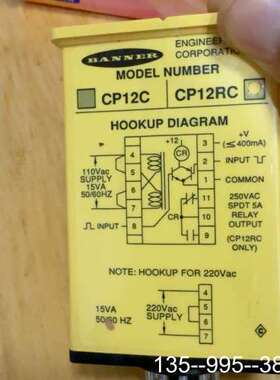 BANNER
ENGINEER
CORPORATION
MODEL NUMBER
CP12C
CP12RC
HOOKUP DIAGRAM
+12
CR
3
+V
(≤400mA)
4
5
110Vac
SUPPLY
15VA
50/60HZ
6
7
2
INPUT
1
COMMON
11
250VAC
SPDT 5A
RELAY
OUTPUT
10
CR
INPUT
8
9
(CP12RC
ONLY)
NOTE: HOOKUP FOR 220Vac
15VA
50/60 HZ
220Vac
SUPPLY
4
5
6
7
135--995--38